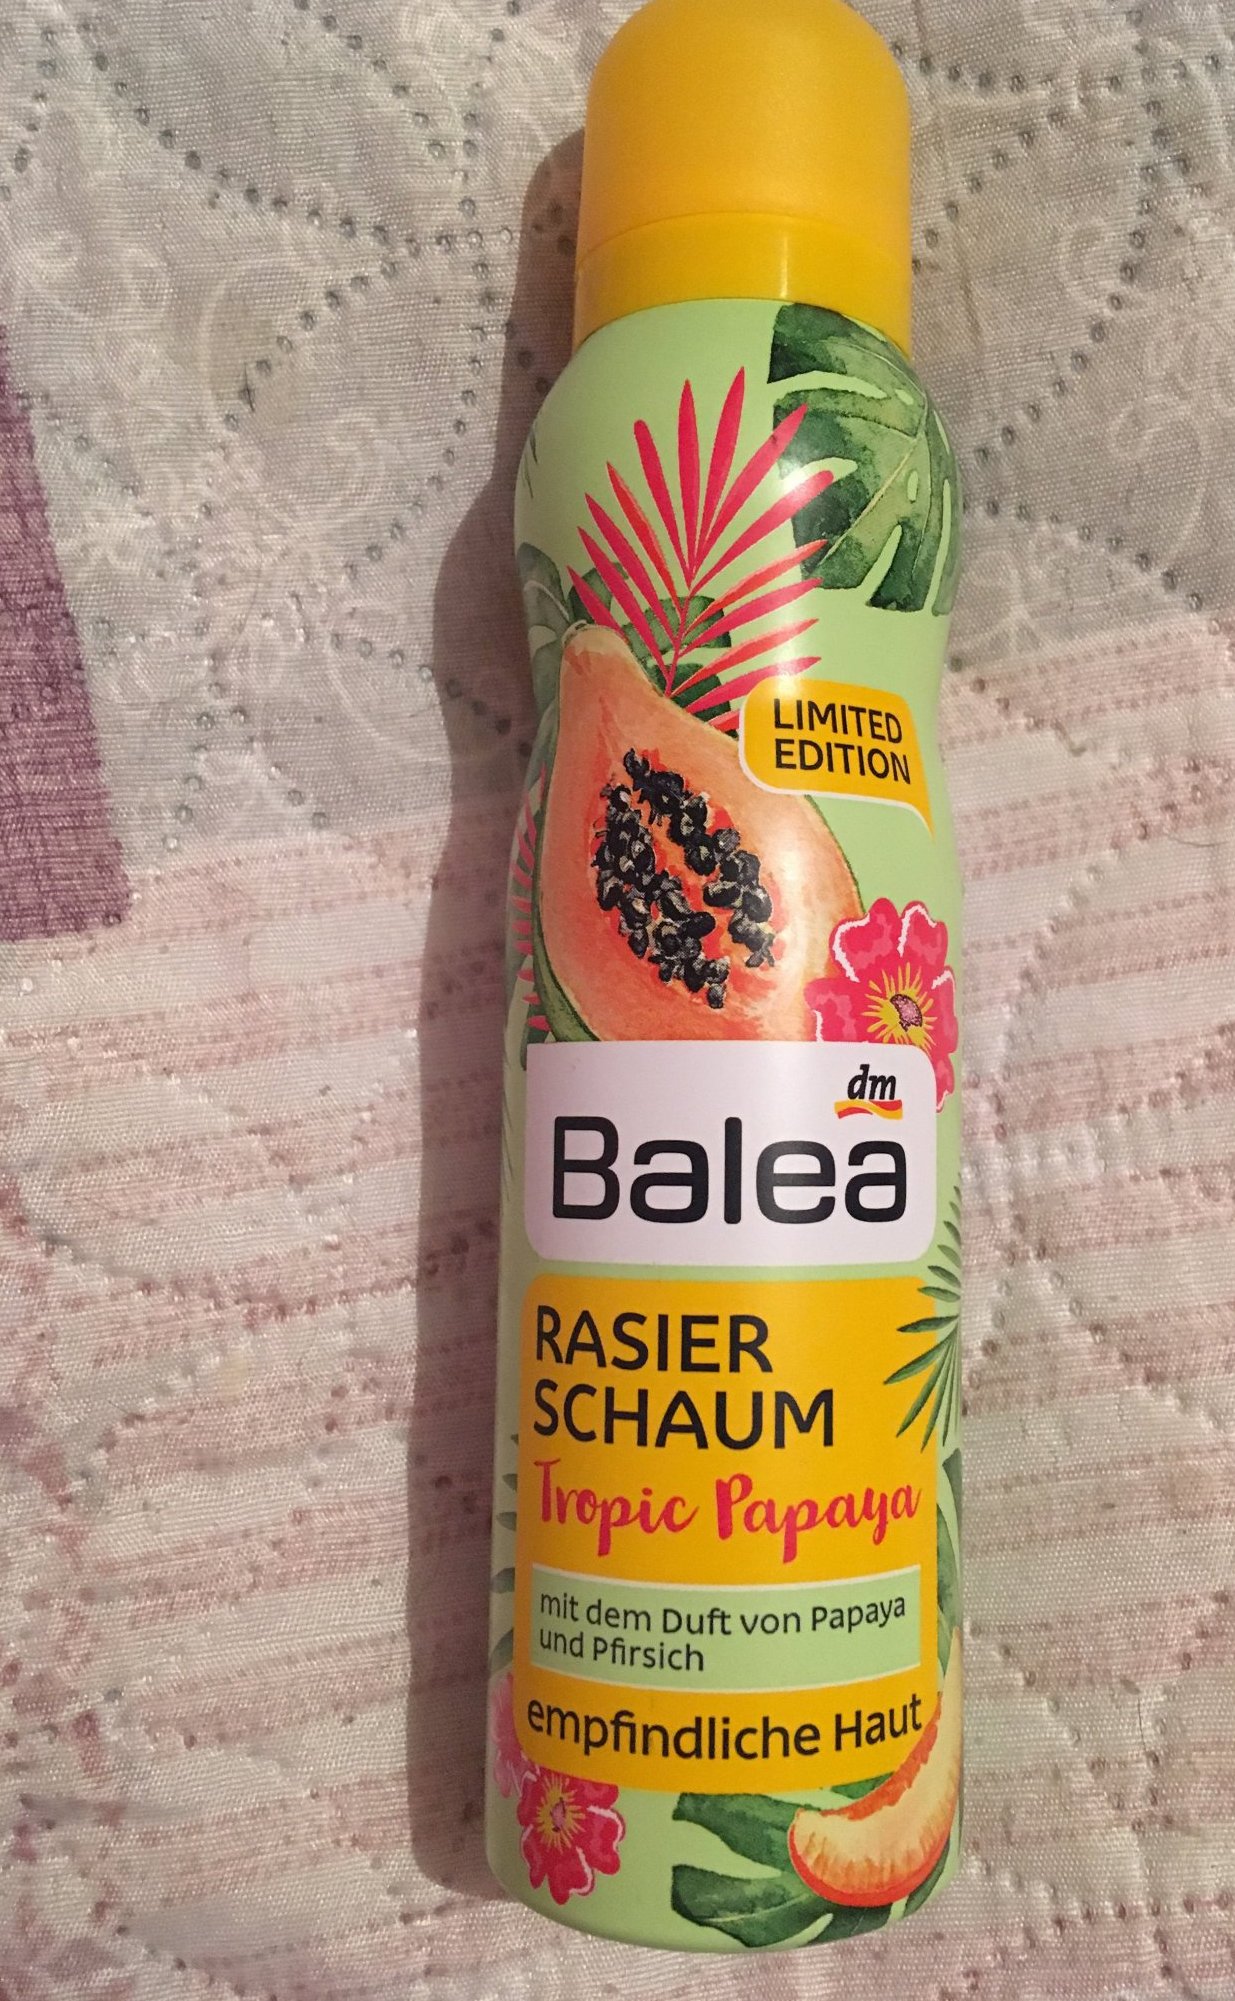 LIMITED
EDITION
dm
Balea
RASIER
SCHAUM
Tropic Papaya
mit dem Duft von Papaya
und Pfirsich
empfindliche Haut